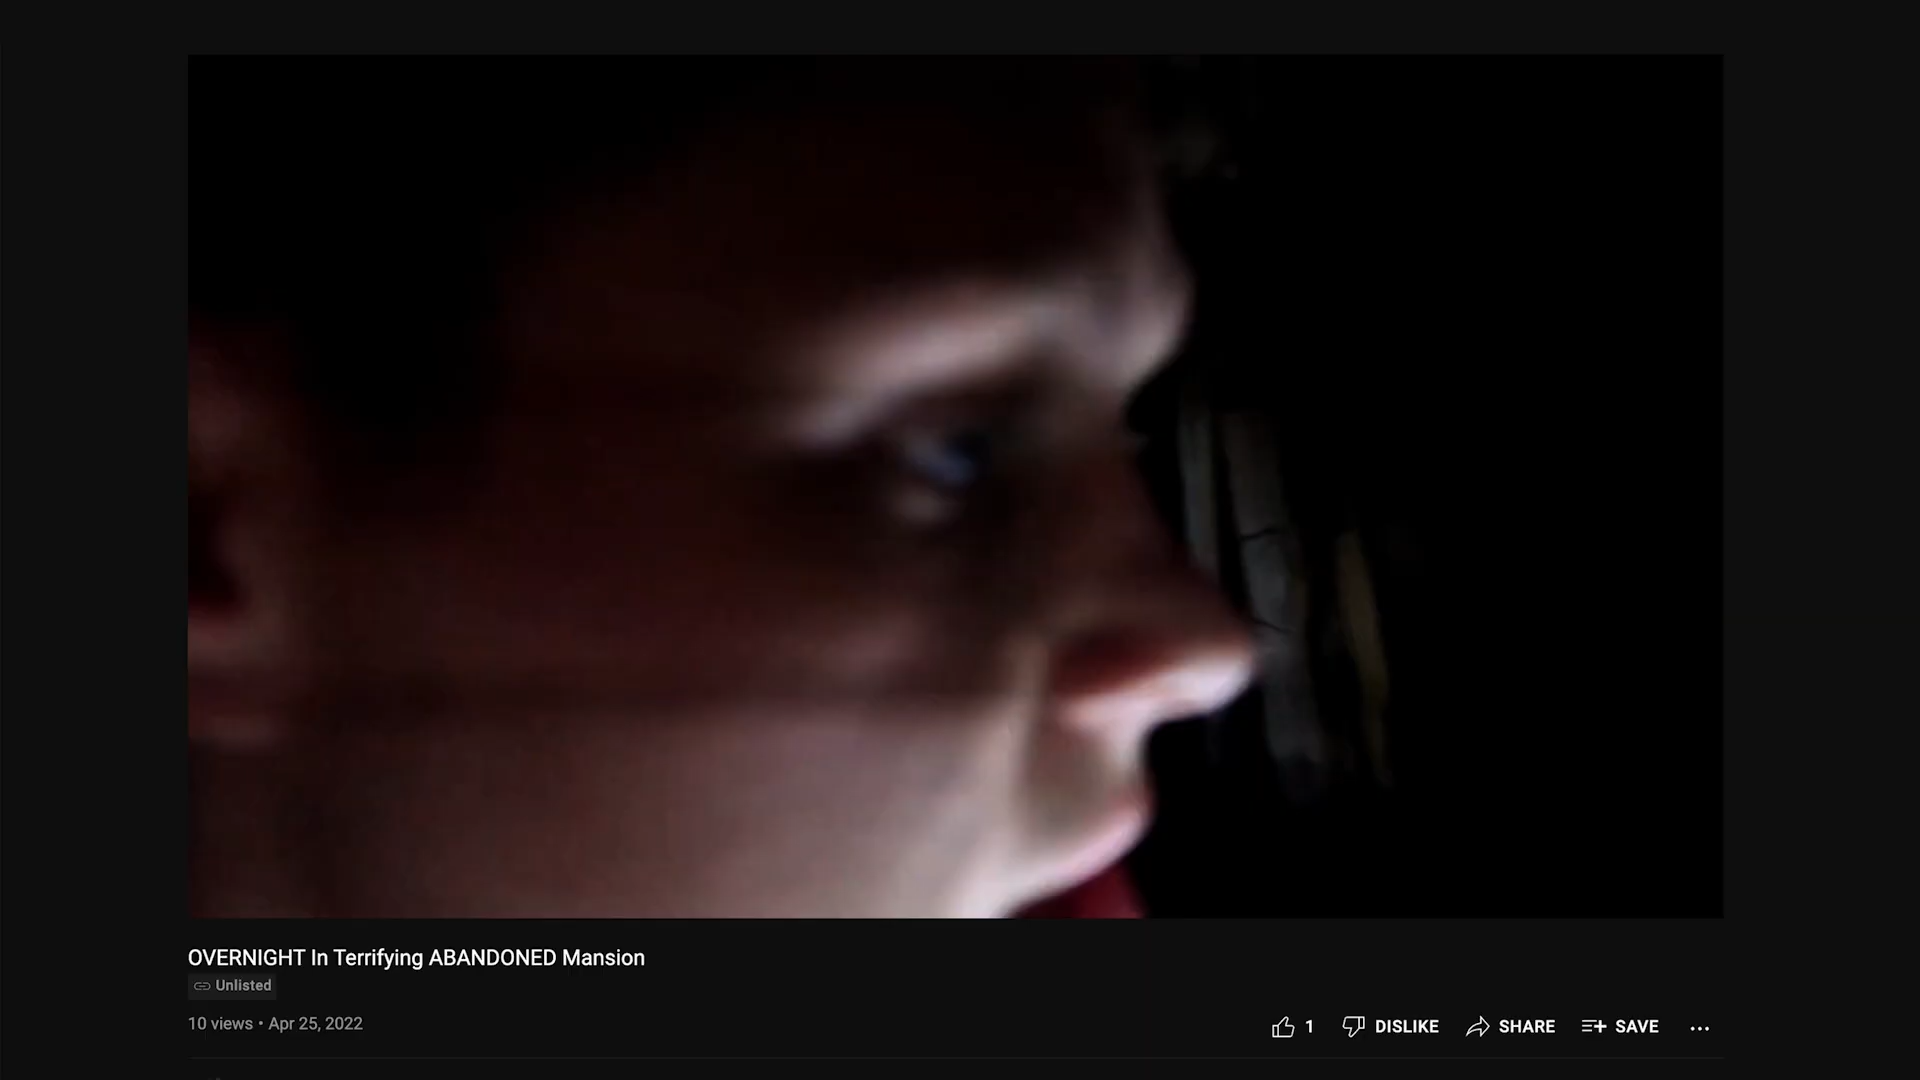 OVERNIGHT In Terrifying ABANDONED Mansion
Unlisted
10 views • Apr 25, 2022
1 DISLIKE SHARE SAVE